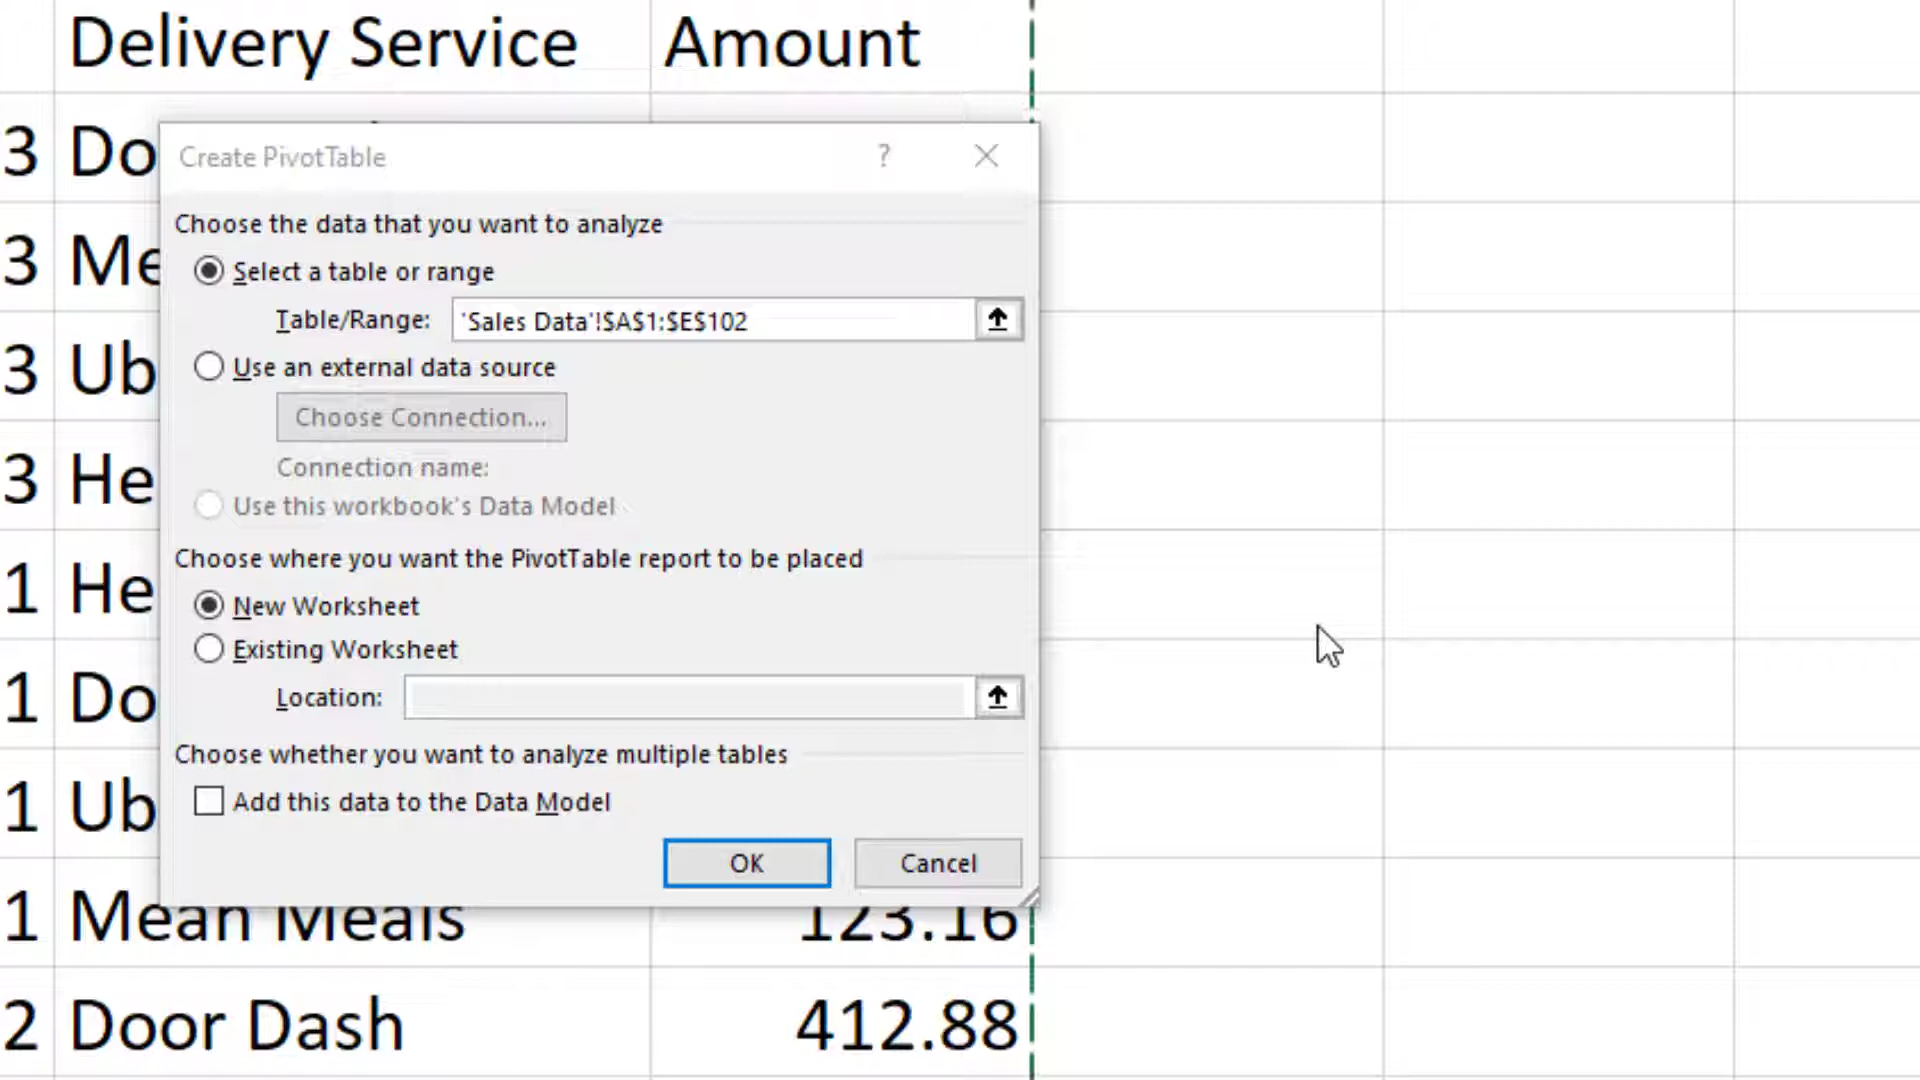 Delivery Service Amount
3 Do
Create PivotTable ?
Choose the data that you want to analyze
3 Me
Select a table or range
Table/Range: 'Sales Data'!$A$1:$E$102
3 Ub
Use an external data source
Choose Connection...
Connection name:
3 He
Use this workbook's Data Model
Choose where you want the PivotTable report to be placed
1 He
New Worksheet
Existing Worksheet
1 Do
Location:
Choose whether you want to analyze multiple tables
1 Ub
Add this data to the Data Model
OK Cancel
1 Mean Meals 123.16
2 Door Dash 412.88